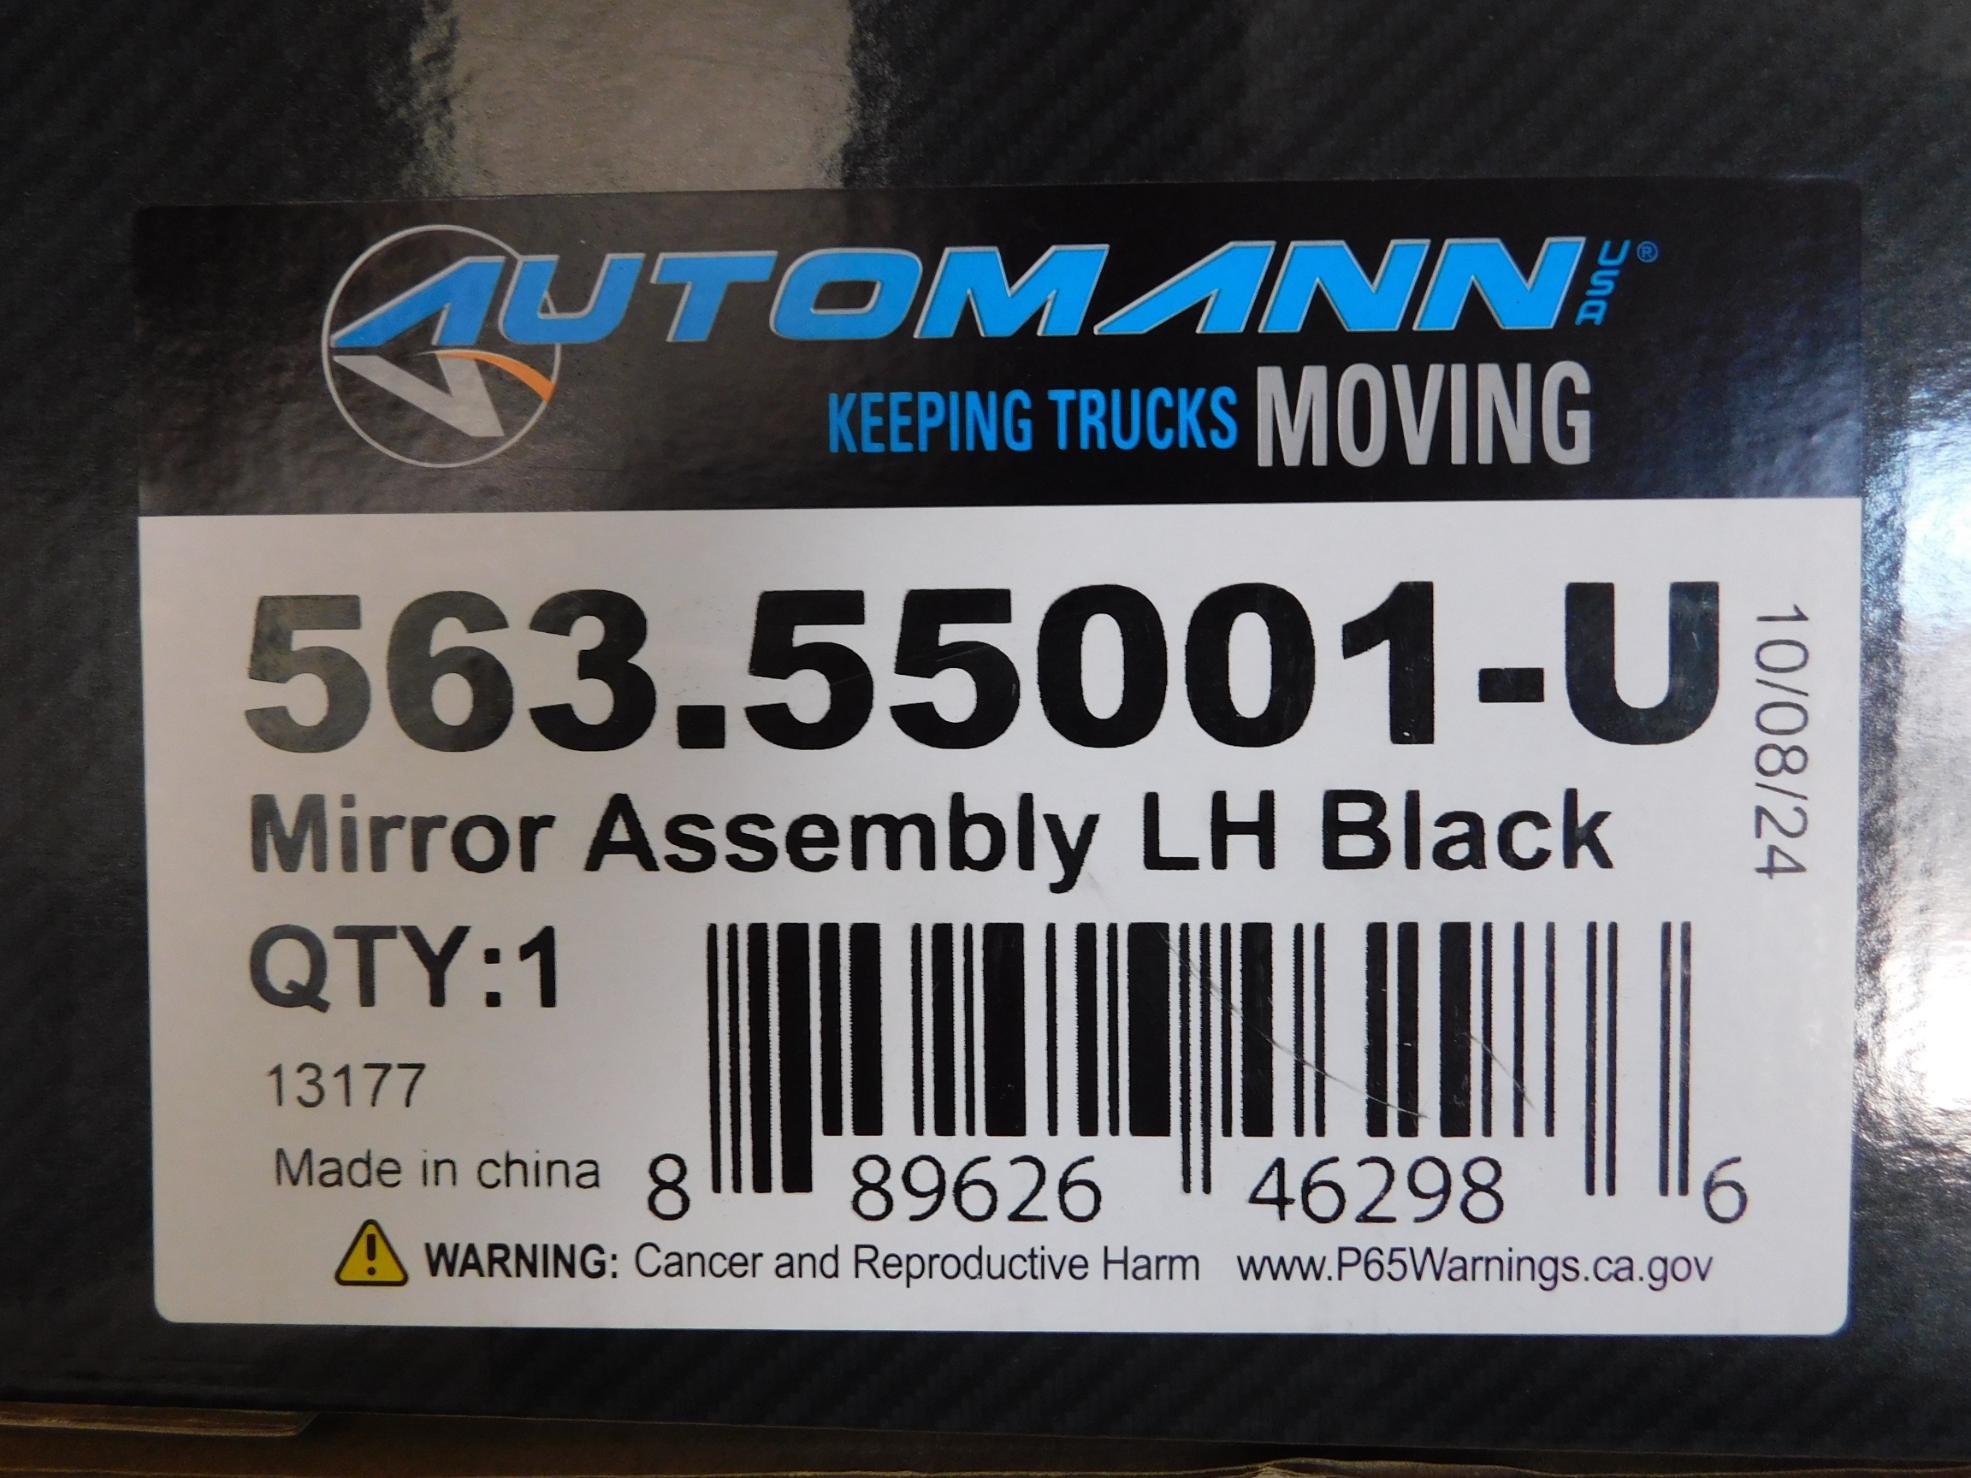 AUTOMANN USA®
KEEPING TRUCKS MOVING
563.55001-U
10/08/24
Mirror Assembly LH Black
QTY:1
13177
Made in china
8 89626 46298 6
WARNING: Cancer and Reproductive Harm www.P65Warnings.ca.gov